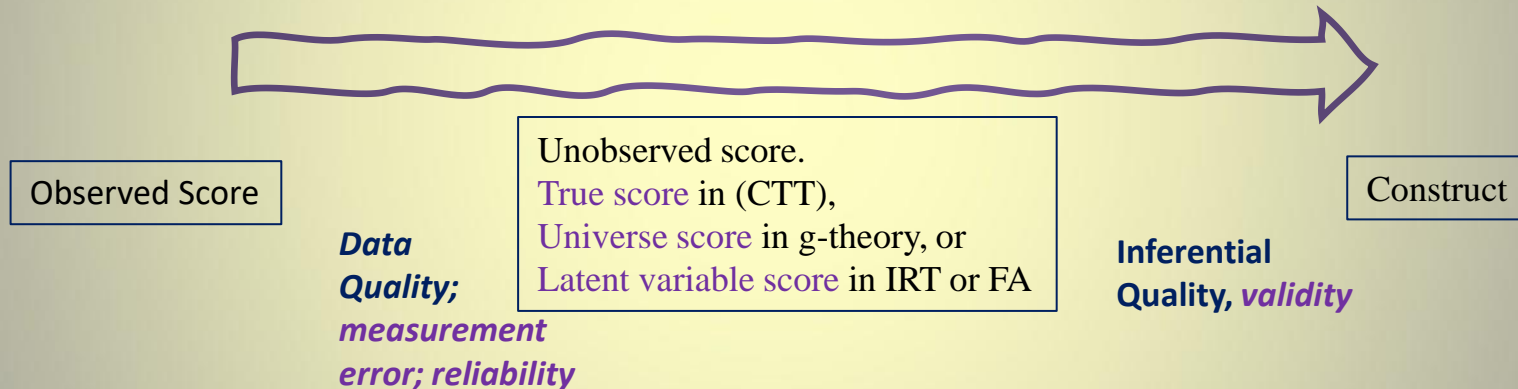 Observed Score
Data
Quality;
measurement
error; reliability
Unobserved score.
True score in (CTT),
Universe score in g-theory, or
Latent variable score in IRT or FA
Inferential
Quality, validity
Construct